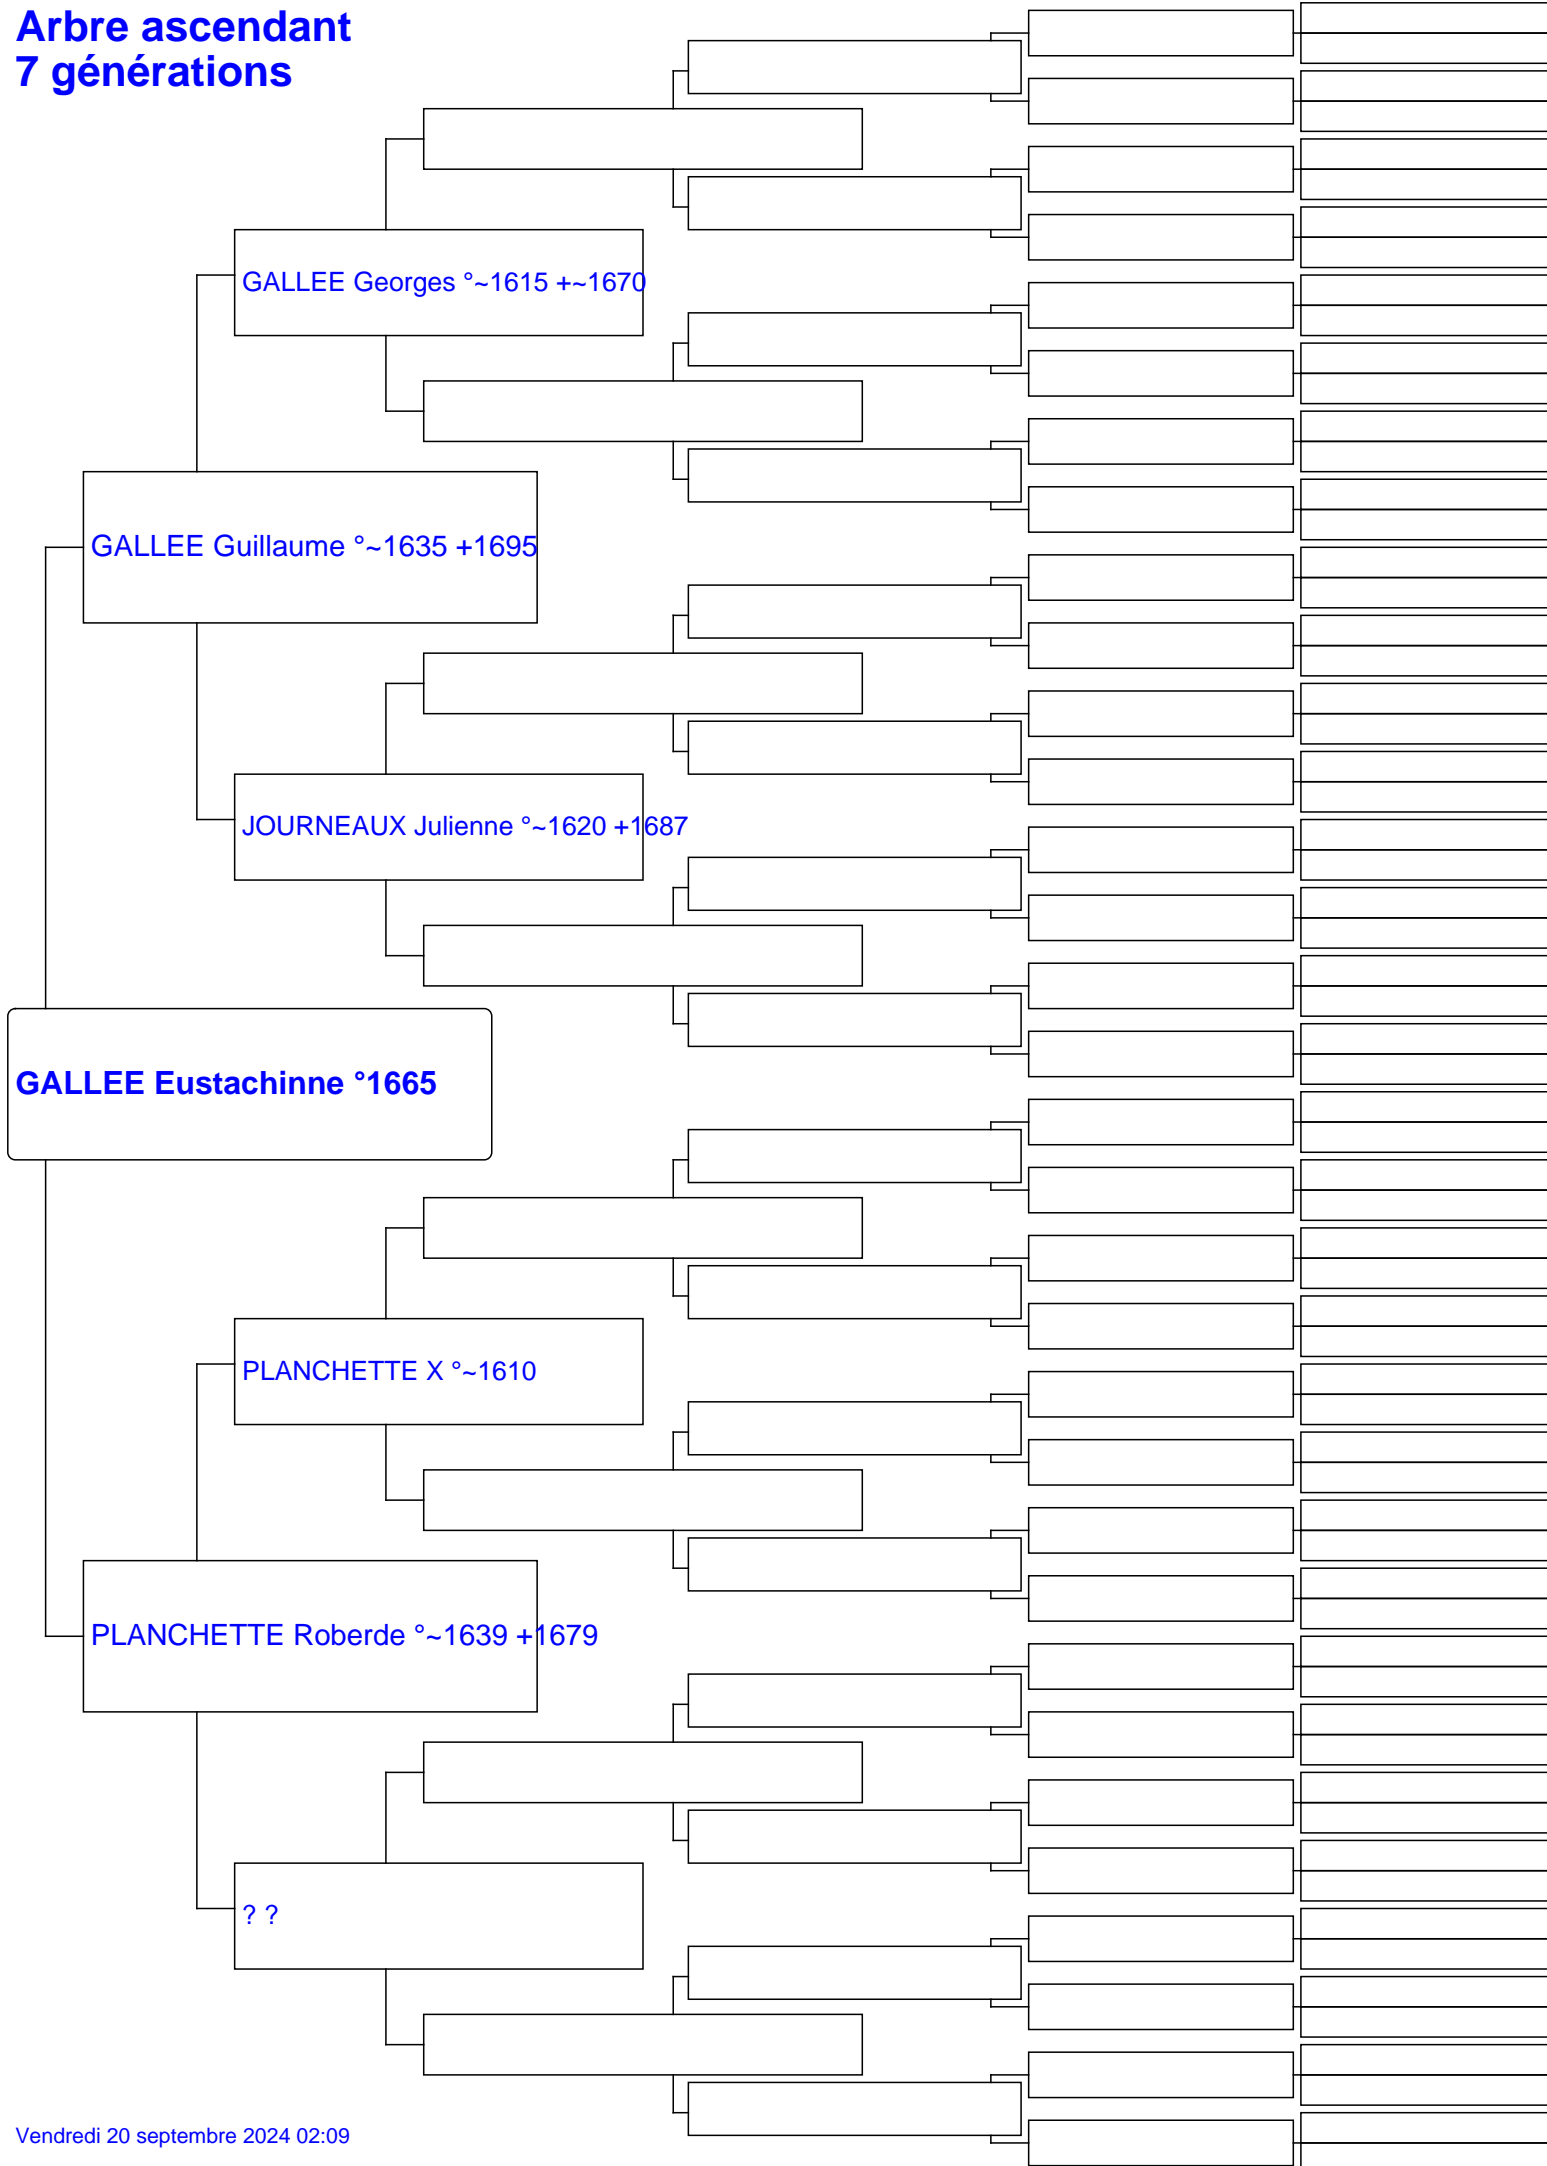 Arbre ascendant
7 générations
GALLEE Georges °~1615 +~1670
GALLEE Guillaume °~1635 +1695
JOURNEAUX Julienne °~1620 +1687
GALLEE Eustachinne °1665
PLANCHETTE X °~1610
PLANCHETTE Roberde °~1639 +1679
? ?
Vendredi 20 septembre 2024 02:09